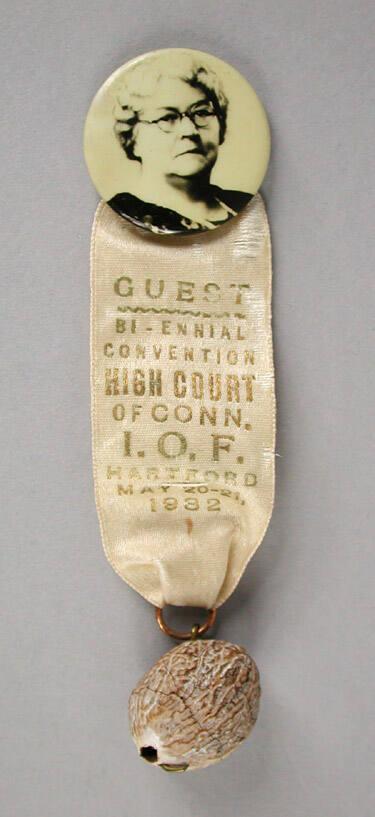 GUEST
BI-ENNIAL
CONVENTION
HIGH COURT
OF CONN.
I.O.F.
HARTFORD
MAY 20-21,
1932